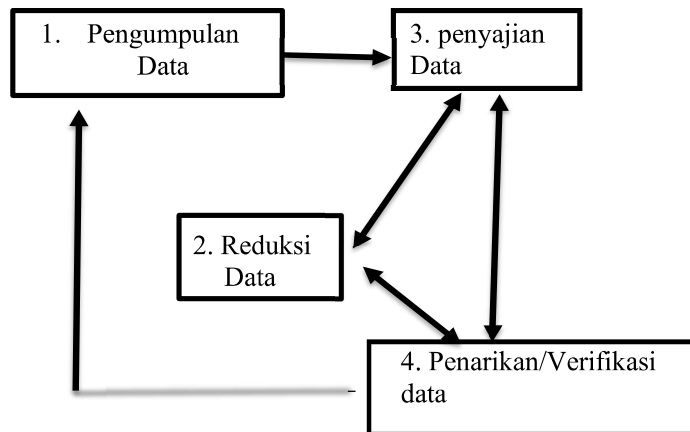 1. Pengumpulan
Data
3. penyajian
Data
2. Reduksi
Data
4. Penarikan/Verifikasi
data